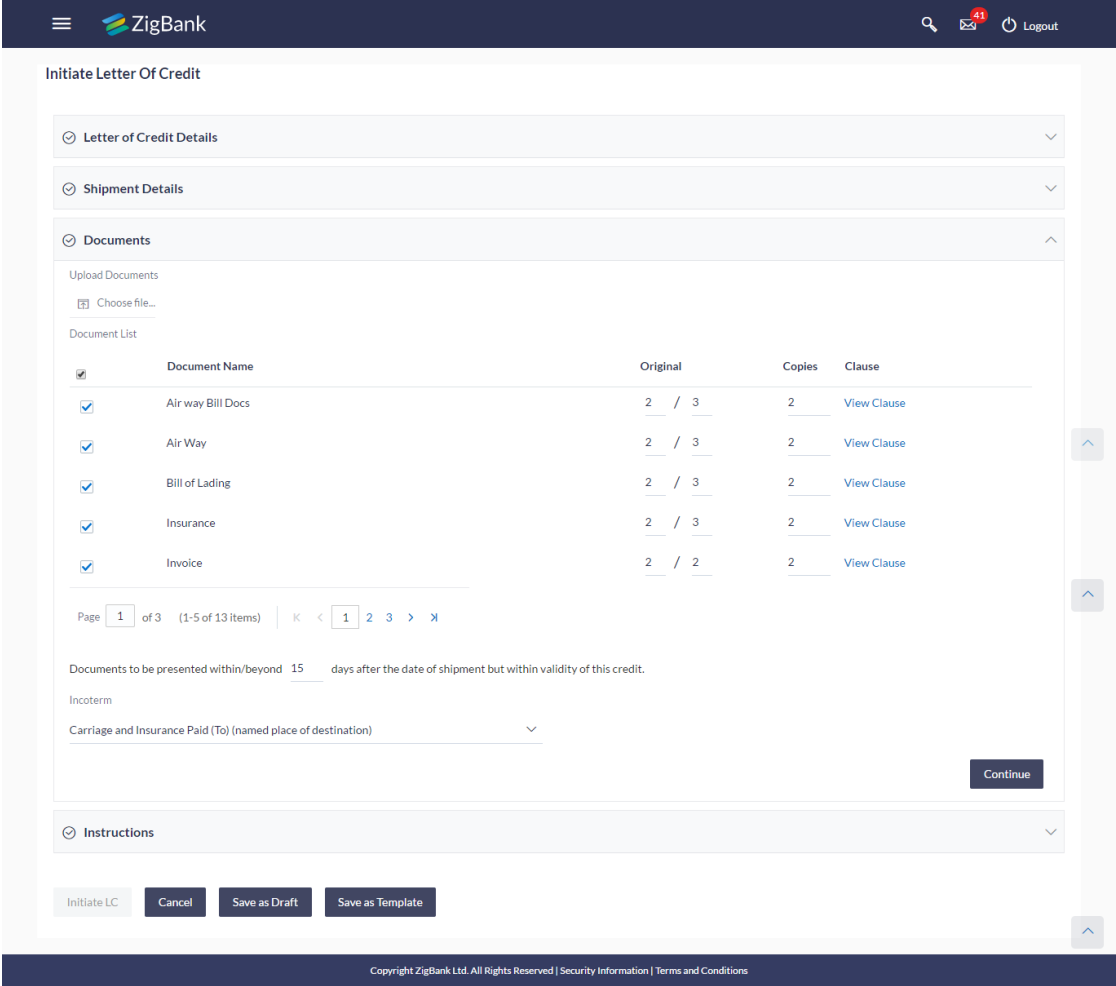 ZigBank
41
Logout
Initiate Letter Of Credit
Letter of Credit Details
Shipment Details
Documents
Upload Documents
Choose file...
Document List
Document Name Original Copies Clause
Air way Bill Docs 2 / 3 2 View Clause
Air Way 2 / 3 2 View Clause
Bill of Lading 2 / 3 2 View Clause
Insurance 2 / 3 2 View Clause
Invoice 2 / 2 2 View Clause
Page 1 of 3 (1-5 of 13 items) 1 2 3
Documents to be presented within/beyond 15 days after the date of shipment but within validity of this credit.
Incoterm
Carriage and Insurance Paid (To) (named place of destination)
Continue
Instructions
Initiate LC Cancel Save as Draft Save as Template
Copyright ZigBank Ltd. All Rights Reserved | Security Information | Terms and Conditions